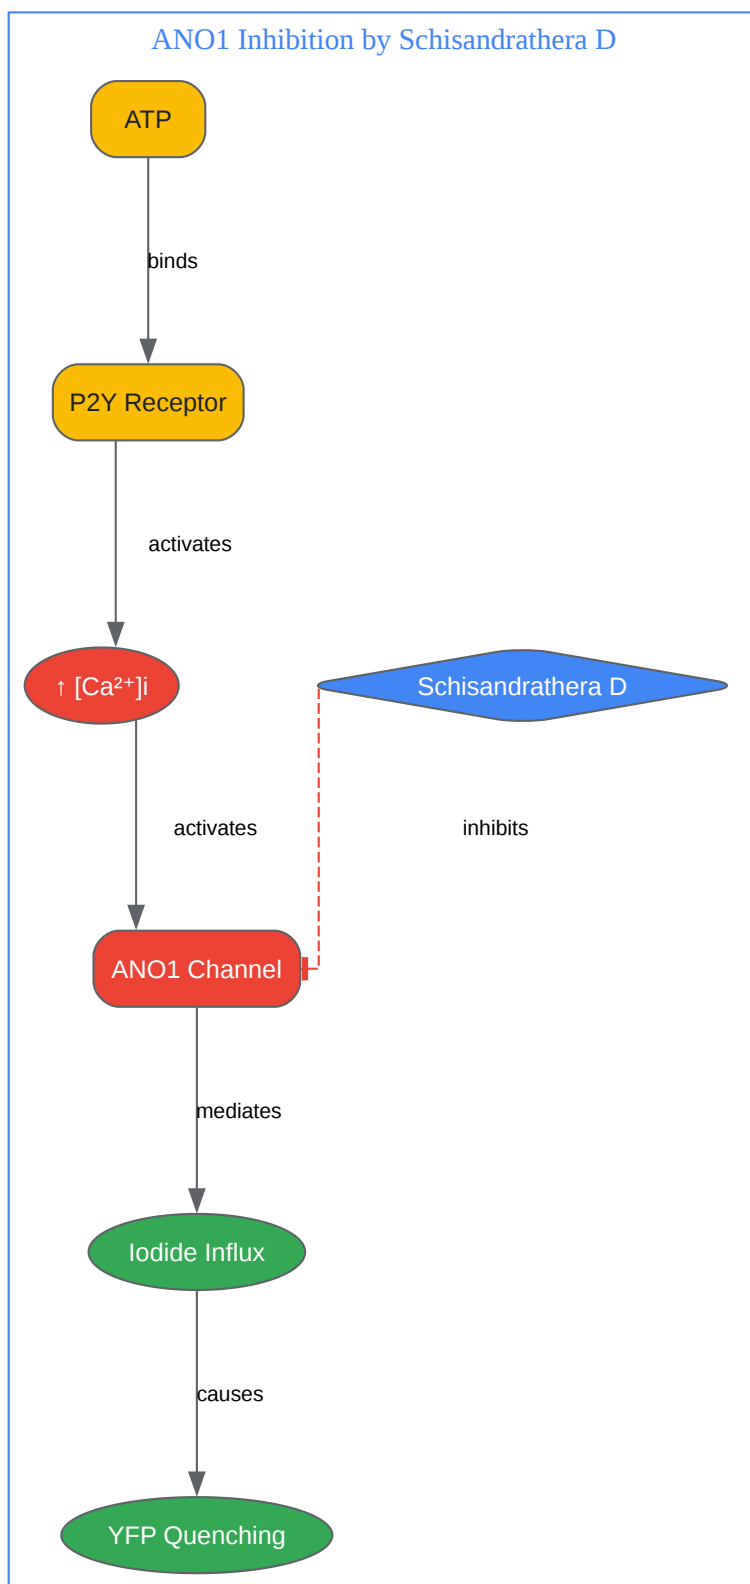 ANO1 Inhibition by Schisandrathera D
ATP
binds
P2Y Receptor
activates
↑ [Ca²⁺]i
Schisandrathera D
activates
inhibits
ANO1 Channel
mediates
Iodide Influx
causes
YFP Quenching